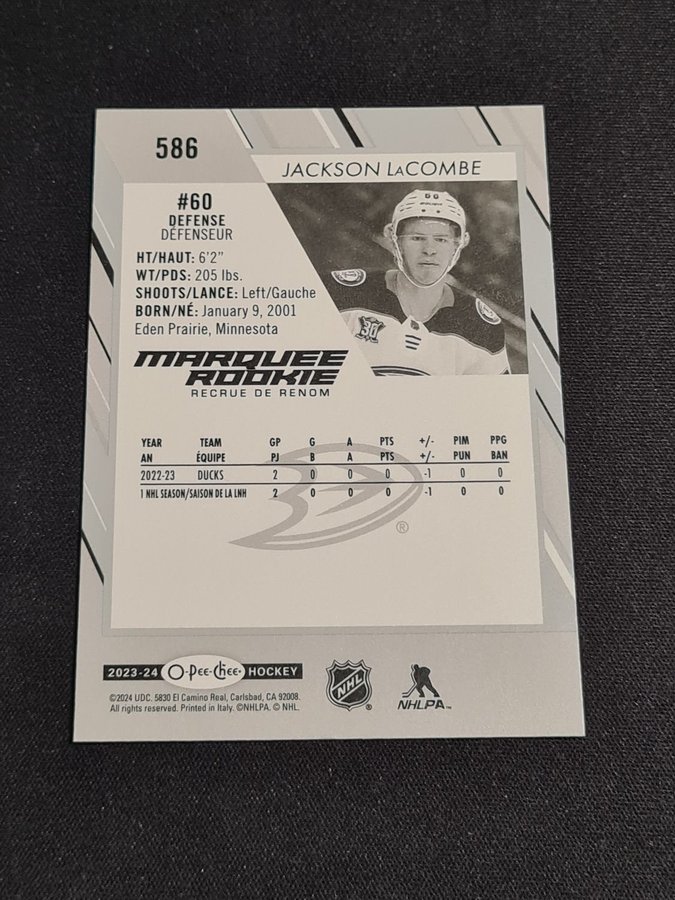 586
JACKSON LaCOMBE
#60
DEFENSE
DÉFENSEUR
HT/HAUT: 6'2"
WT/PDS: 205 lbs.
SHOOTS/LANCE: Left/Gauche
BORN/NÉ: January 9, 2001
Eden Prairie, Minnesota
60
30
MARQUEE
ROOKIE
RECRUE DE RENOM
YEAR TEAM GP G A PTS +/- PIM PPG
AN ÉQUIPE PJ B A PTS +/- PUN BAN
2022-23 DUCKS 2 0 0 0 -1 0 0
1 NHL SEASON/SAISON DE LA LNH 2 0 0 0 -1 0 0
®
2023-24 O-Pee-Chee® HOCKEY
©2024 UDC. 5830 El Camino Real, Carlsbad, CA 92008.
All rights reserved. Printed in Italy. ©NHLPA. © NHL.
NHL ®
NHLPA™